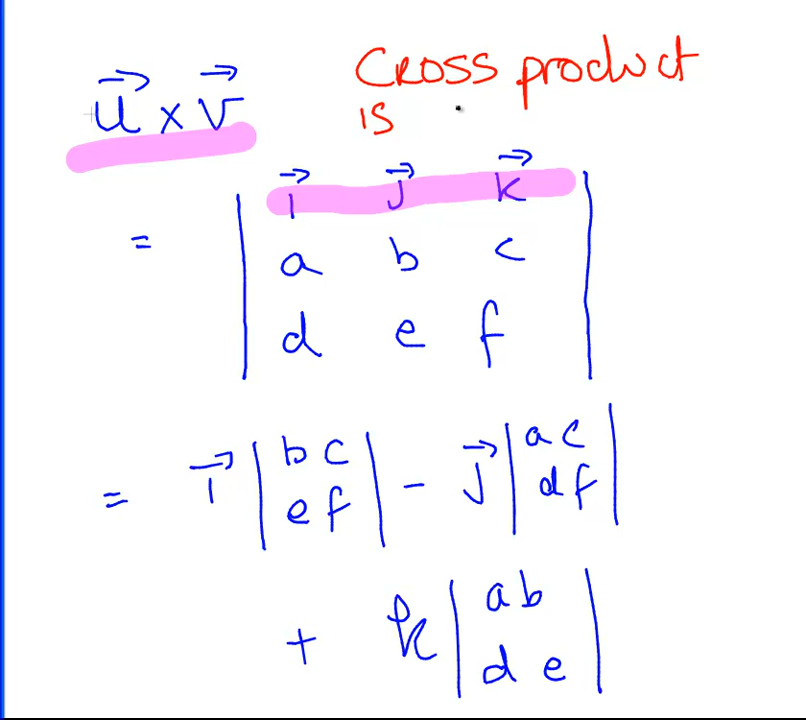 u⃗ × v⃗ Cross product
is
= | i⃗ j⃗ k⃗ |
| a b c |
| d e f |
= i⃗ | b c | - j⃗ | a c |
| e f | | d f |
+ k | a b |
| d e |